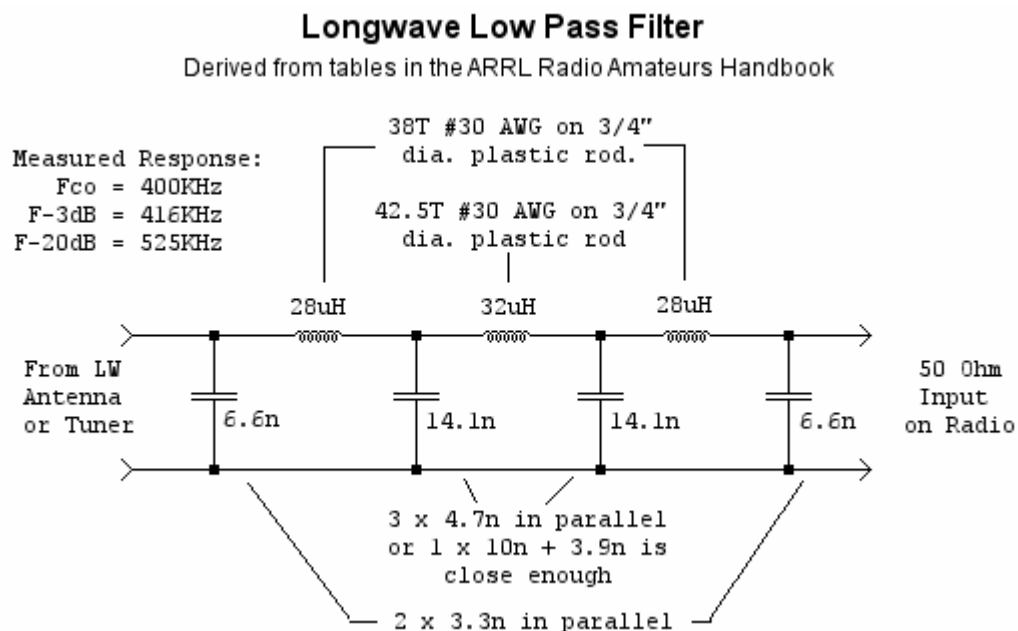 Longwave Low Pass Filter
Derived from tables in the ARRL Radio Amateurs Handbook
38T #30 AWG on 3/4"
dia. plastic rod.
Measured Response:
Fco = 400KHz
F-3dB = 416KHz
F-20dB = 525KHz
42.5T #30 AWG on 3/4"
dia. plastic rod
28uH
32uH
28uH
From LW
Antenna
or Tuner
6.6n
14.1n
14.1n
6.6n
50 Ohm
Input
on Radio
3 x 4.7n in parallel
or 1 x 10n + 3.9n is
close enough
2 x 3.3n in parallel